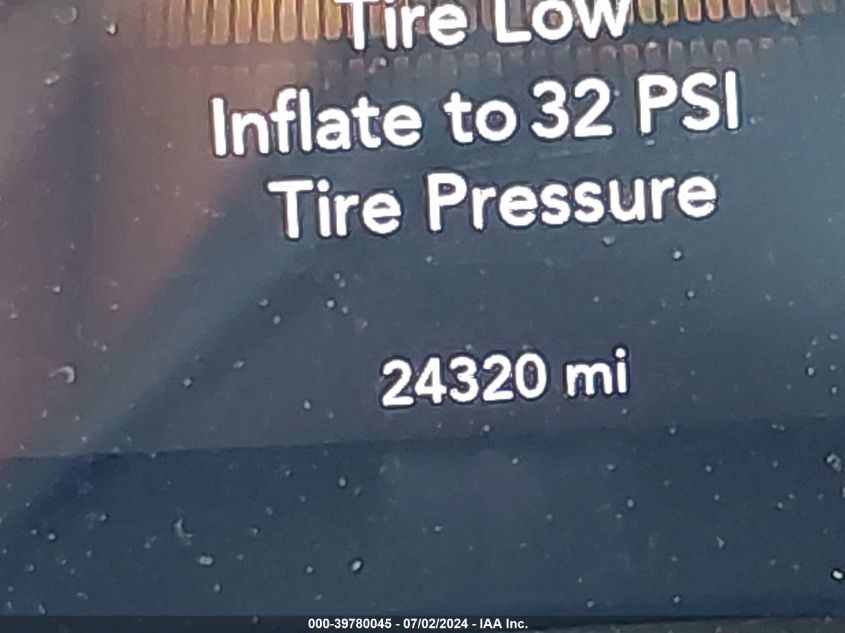 Tire Low
Inflate to 32 PSI
Tire Pressure
24320 mi
000-39780045 - 07/02/2024 - IAA Inc.